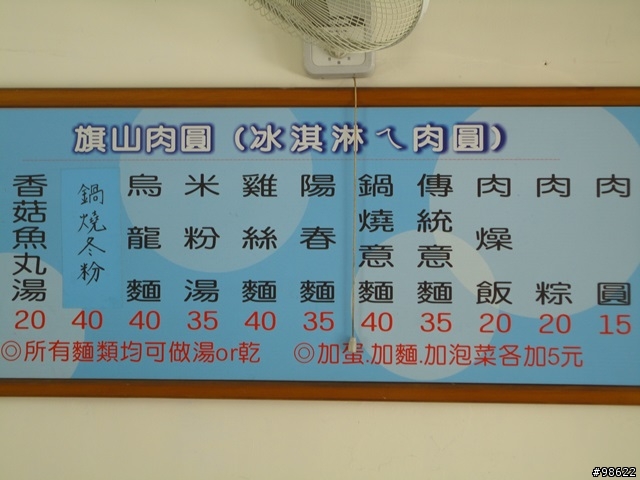 旗山肉圓（冰淇淋ㄟ肉圓）
肉圓 15
肉粽 20
肉燥飯 20
傳統意麵 35
鍋燒意麵 40
陽春麵 35
雞絲麵 40
米粉湯 35
烏龍麵 40
鍋燒冬粉 40
香菇魚丸湯 20
◎所有麵類均可做湯or乾
◎加蛋.加麵.加泡菜各加5元
#98622